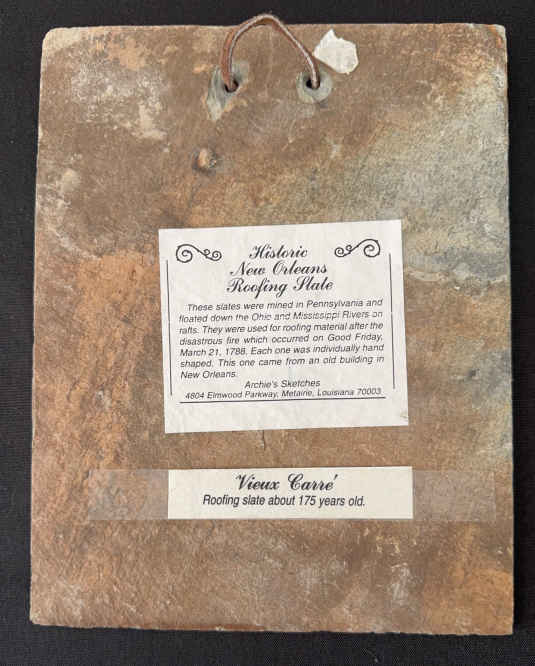 Historic
New Orleans
Roofing Slate
These slates were mined in Pennsylvania and
floated down the Ohio and Mississippi Rivers on
rafts. They were used for roofing material after the
disastrous fire which occurred on Good Friday,
March 21, 1788. Each one was individually hand
shaped. This one came from an old building in
New Orleans.
Archie's Sketches
4804 Elmwood Parkway, Metairie, Louisiana 70003
Vieux Carré
Roofing slate about 175 years old.